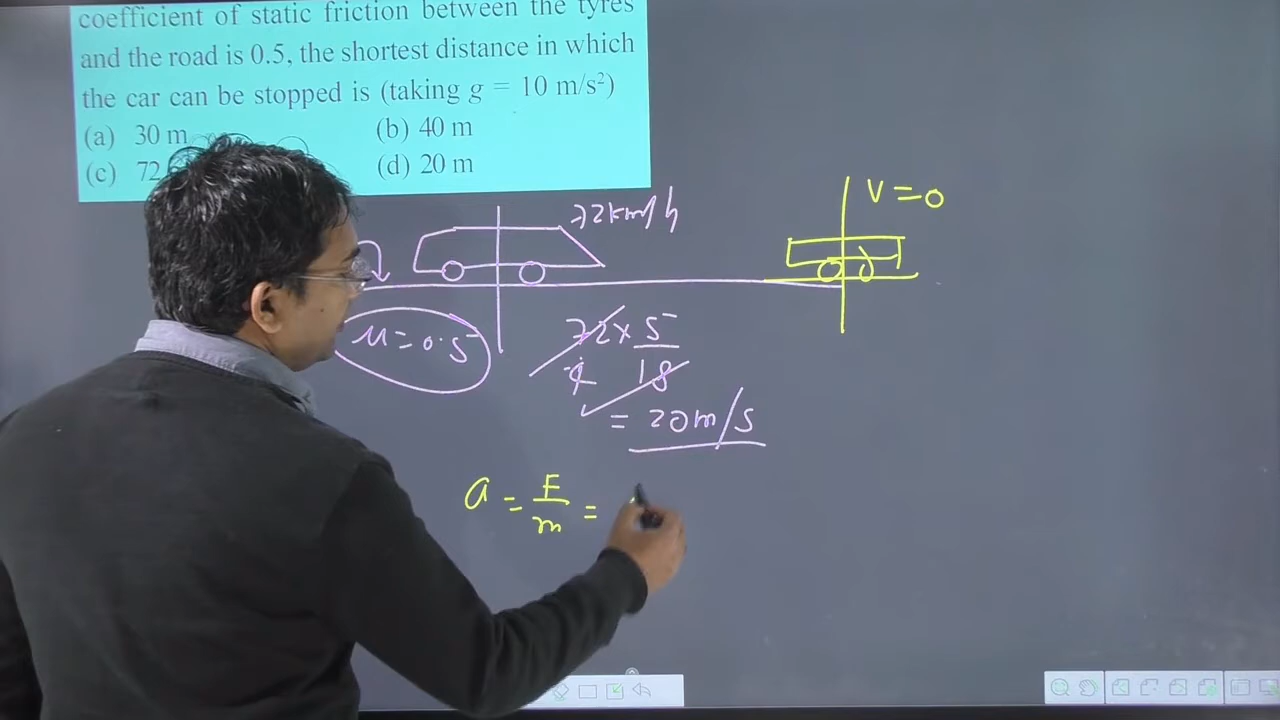 coefficient of static friction between the tyres
and the road is 0.5, the shortest distance in which
the car can be stopped is (taking g = 10 m/s²)
(a) 30 m (b) 40 m
(c) 72 (d) 20 m
72km/h
V=0
μ=0.5
72×5
18
= 20m/s
a = F/m =